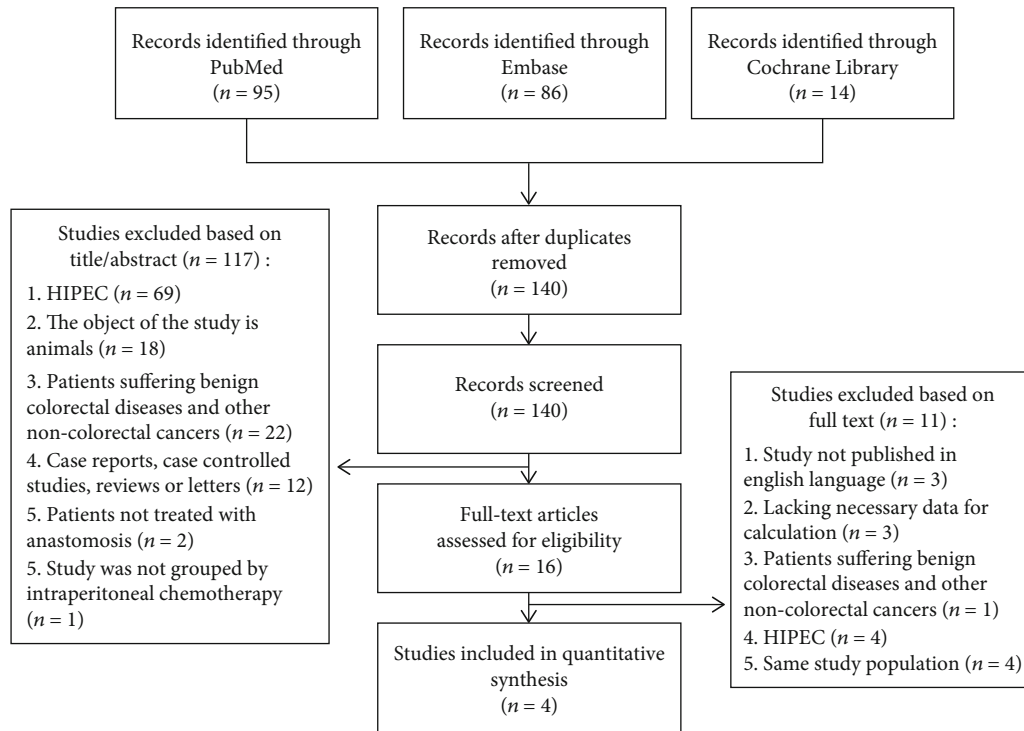 Records identified through
PubMed
(n = 95)
Records identified through
Embase
(n = 86)
Records identified through
Cochrane Library
(n = 14)
Records after duplicates
removed
(n = 140)
Studies excluded based on
title/abstract (n = 117) :
1. HIPEC (n = 69)
2. The object of the study is
animals (n = 18)
3. Patients suffering benign
colorectal diseases and other
non-colorectal cancers (n = 22)
4. Case reports, case controlled
studies, reviews or letters (n = 12)
5. Patients not treated with
anastomosis (n = 2)
5. Study was not grouped by
intraperitoneal chemotherapy
(n = 1)
Records screened
(n = 140)
Full-text articles
assessed for eligibility
(n = 16)
Studies excluded based on
full text (n = 11) :
1. Study not published in
english language (n = 3)
2. Lacking necessary data for
calculation (n = 3)
3. Patients suffering benign
colorectal diseases and other
non-colorectal cancers (n = 1)
4. HIPEC (n = 4)
5. Same study population (n = 4)
Studies included in quantitative
synthesis
(n = 4)